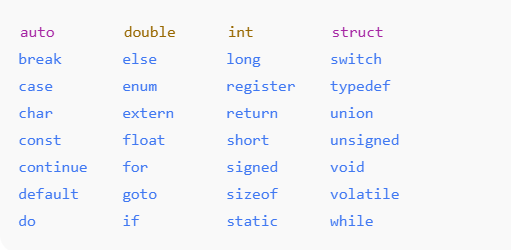 auto double int struct
break else long switch
case enum register typedef
char extern return union
const float short unsigned
continue for signed void
default goto sizeof volatile
do if static while